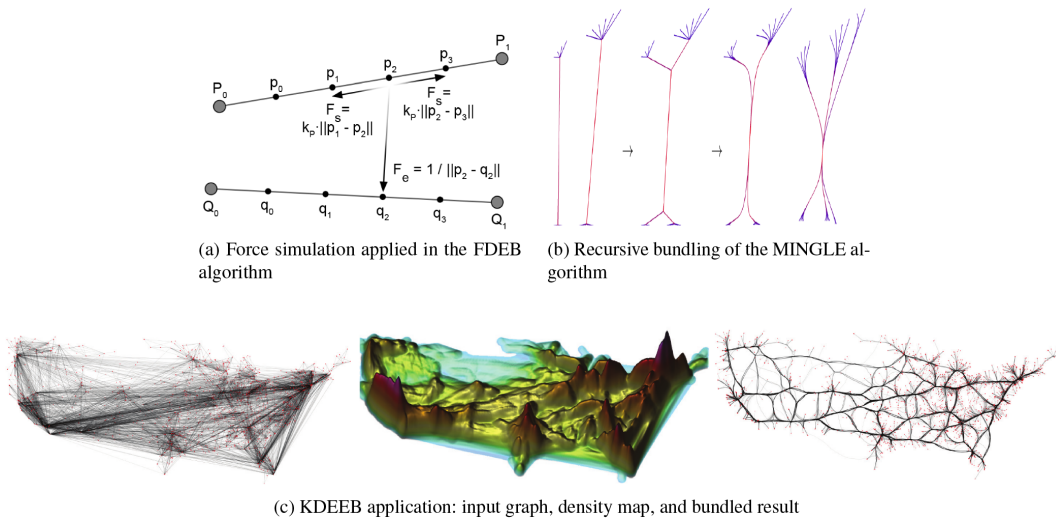 P1
p3
p2
p1
p0
P0
Fs =
kP·||p1 - p2||
Fs =
kP·||p2 - p3||
Fe = 1 / ||p2 - q2||
Q0
q0
q1
q2
q3
Q1
→
→
(a) Force simulation applied in the FDEB
algorithm
(b) Recursive bundling of the MINGLE al-
gorithm
(c) KDEEB application: input graph, density map, and bundled result